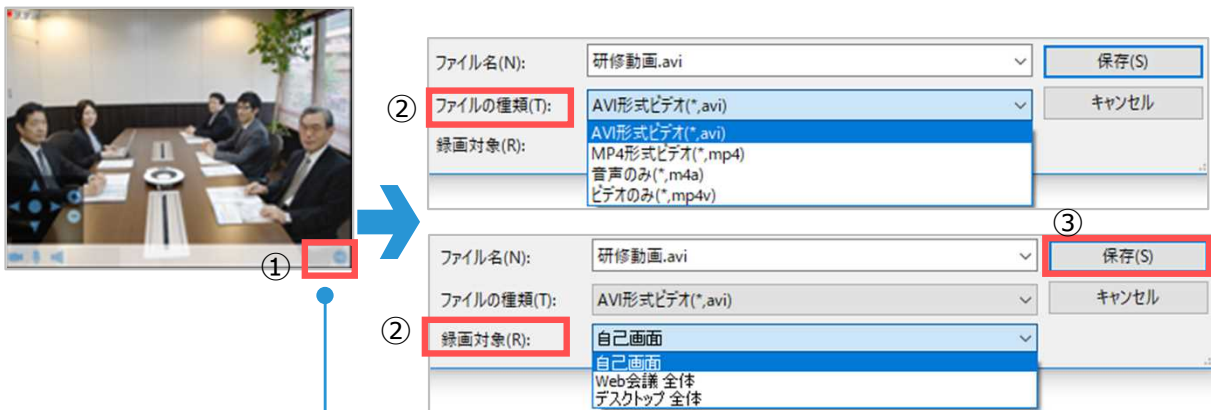 ①
②
ファイル名(N):
研修動画.avi
保存(S)
ファイルの種類(T):
AVI形式ビデオ(*,avi)
キャンセル
録画対象(R):
AVI形式ビデオ(*,avi)
MP4形式ビデオ(*,mp4)
音声のみ(*,m4a)
ビデオのみ(*,mp4v)
③
ファイル名(N):
研修動画.avi
保存(S)
ファイルの種類(T):
AVI形式ビデオ(*,avi)
キャンセル
②
録画対象(R):
自己画面
自己画面
Web会議 全体
デスクトップ 全体